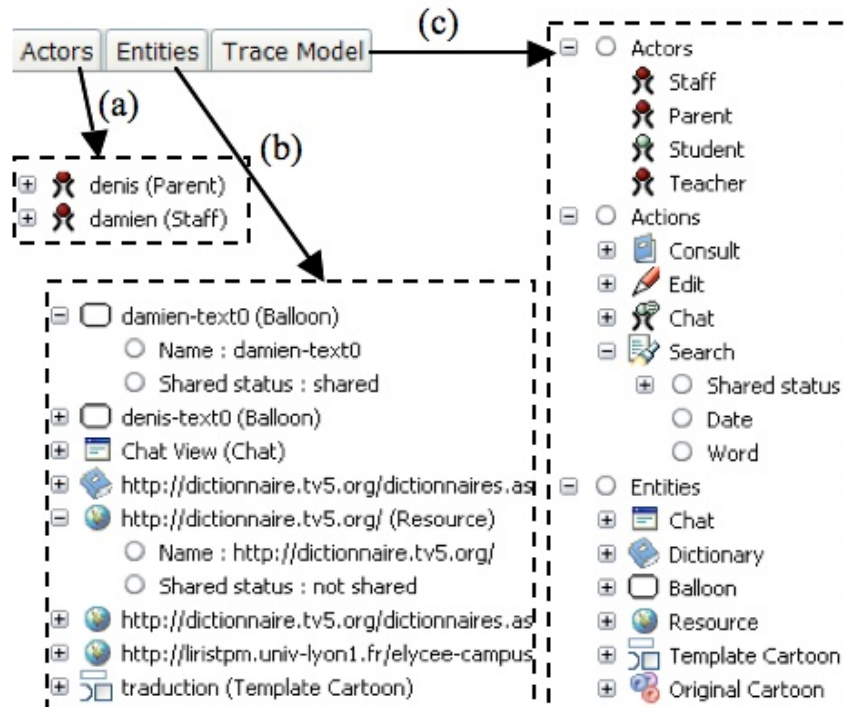 Actors Entities Trace Model
(c)
(a)
(b)
denis (Parent)
damien (Staff)
damien-text0 (Balloon)
Name : damien-text0
Shared status : shared
denis-text0 (Balloon)
Chat View (Chat)
http://dictionnaire.tv5.org/dictionnaires.as
http://dictionnaire.tv5.org/ (Resource)
Name : http://dictionnaire.tv5.org/
Shared status : not shared
http://dictionnaire.tv5.org/dictionnaires.as
http://liristpm.univ-lyon1.fr/elycee-campus
traduction (Template Cartoon)
Actors
Staff
Parent
Student
Teacher
Actions
Consult
Edit
Chat
Search
Shared status
Date
Word
Entities
Chat
Dictionary
Balloon
Resource
Template Cartoon
Original Cartoon